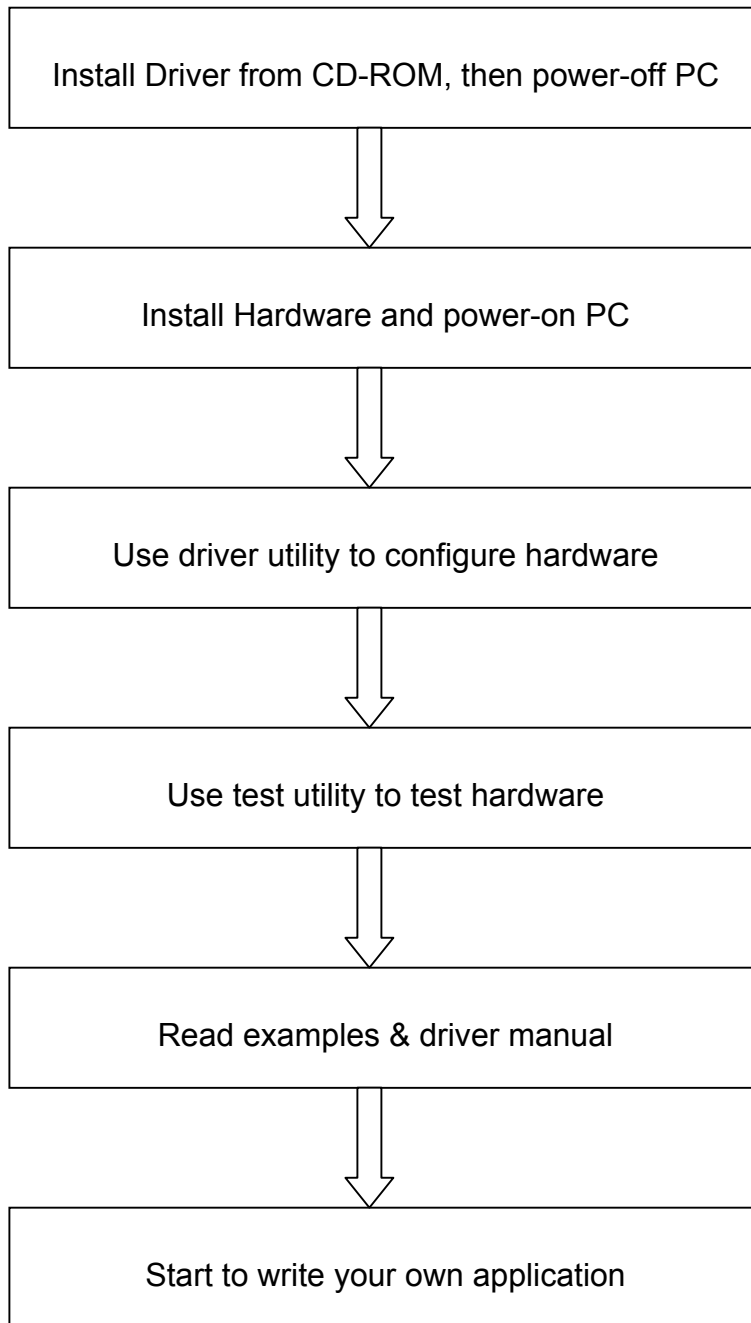 Install Driver from CD-ROM, then power-off PC
Install Hardware and power-on PC
Use driver utility to configure hardware
Use test utility to test hardware
Read examples & driver manual
Start to write your own application